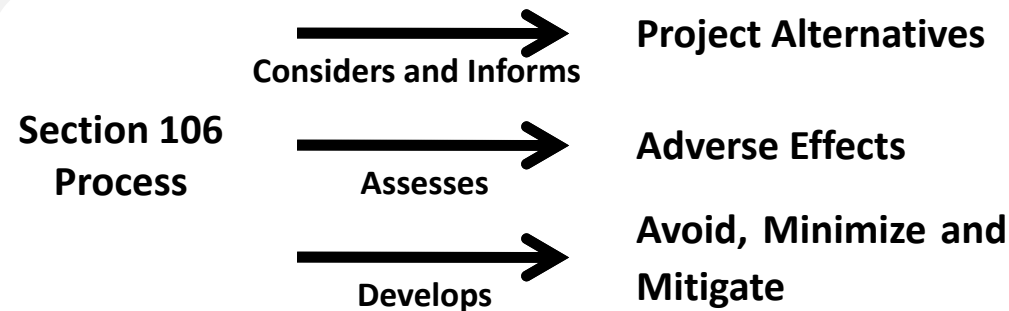 Project Alternatives
Considers and Informs
Section 106
Process
Adverse Effects
Assesses
Avoid, Minimize and
Mitigate
Develops